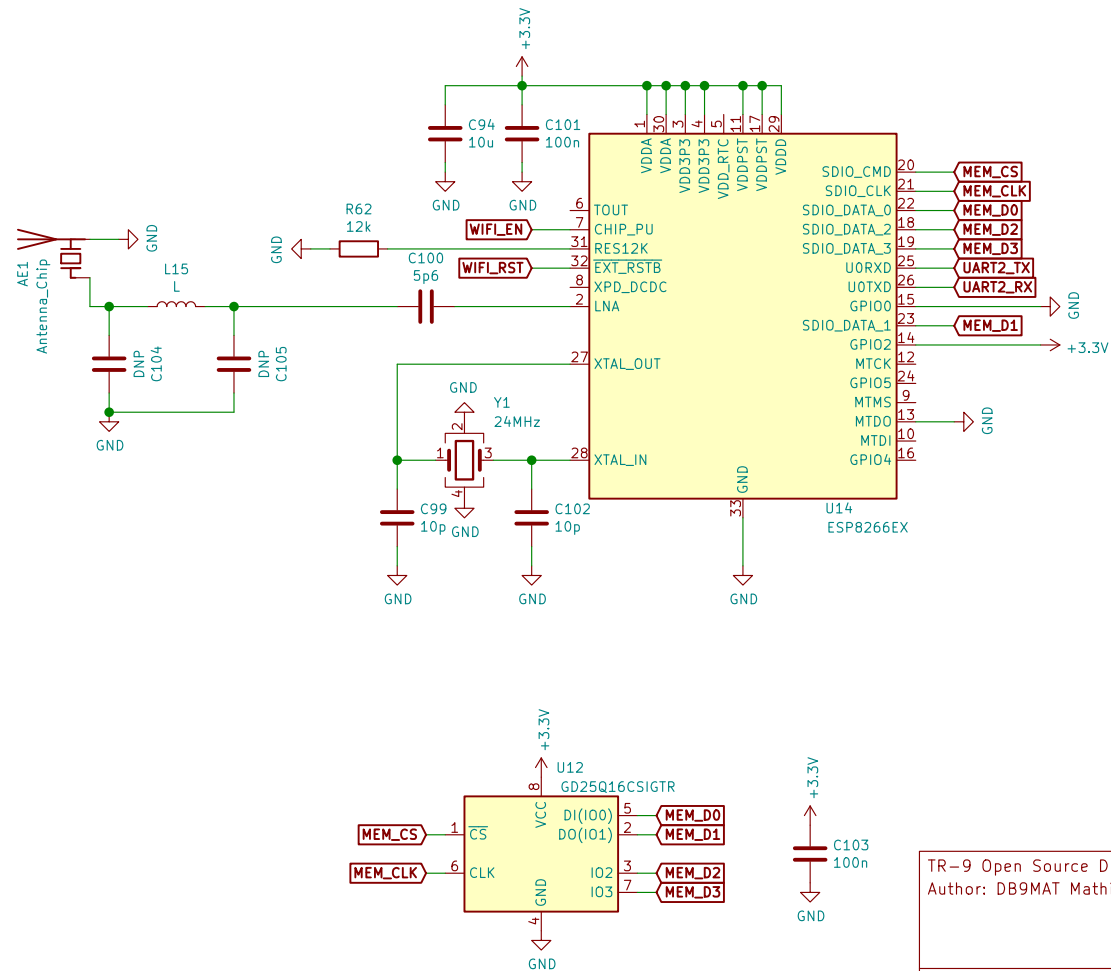 +3.3V
C94
10u
C101
100n
GND
GND
1
30
3
4
5
11
17
29
VDDA
VDDA
VDD3P3
VDD3P3
VDD_RTC
VDDPST
VDDPST
VDDD
6
TOUT
WIFI_EN
7
CHIP_PU
GND
R62
12k
31
RES12K
WIFI_RST
32
EXT_RSTB
8
XPD_DCDC
C100
5p6
2
LNA
27
XTAL_OUT
28
XTAL_IN
SDIO_CMD
20
MEM_CS
SDIO_CLK
21
MEM_CLK
SDIO_DATA_0
22
MEM_D0
SDIO_DATA_2
18
MEM_D2
SDIO_DATA_3
19
MEM_D3
U0RXD
25
UART2_TX
U0TXD
26
UART2_RX
GPIO0
15
GND
SDIO_DATA_1
23
MEM_D1
GPIO2
14
+3.3V
MTCK
12
GPIO5
24
MTMS
9
MTDO
13
GND
MTDI
10
GPIO4
16
GND
33
GND
U14
ESP8266EX
AE1
Antenna_Chip
GND
L15
L
DNP
C104
DNP
C105
GND
GND
Y1
24MHz
2
1
3
4
GND
C99
10p
C102
10p
GND
GND
+3.3V
U12
GD25Q16CSIGTR
8
VCC
MEM_CS
1
CS
MEM_CLK
6
CLK
DI(IO0)
5
MEM_D0
DO(IO1)
2
MEM_D1
IO2
3
MEM_D2
IO3
7
MEM_D3
GND
4
GND
+3.3V
C103
100n
GND
TR-9 Open Source D
Author: DB9MAT Math